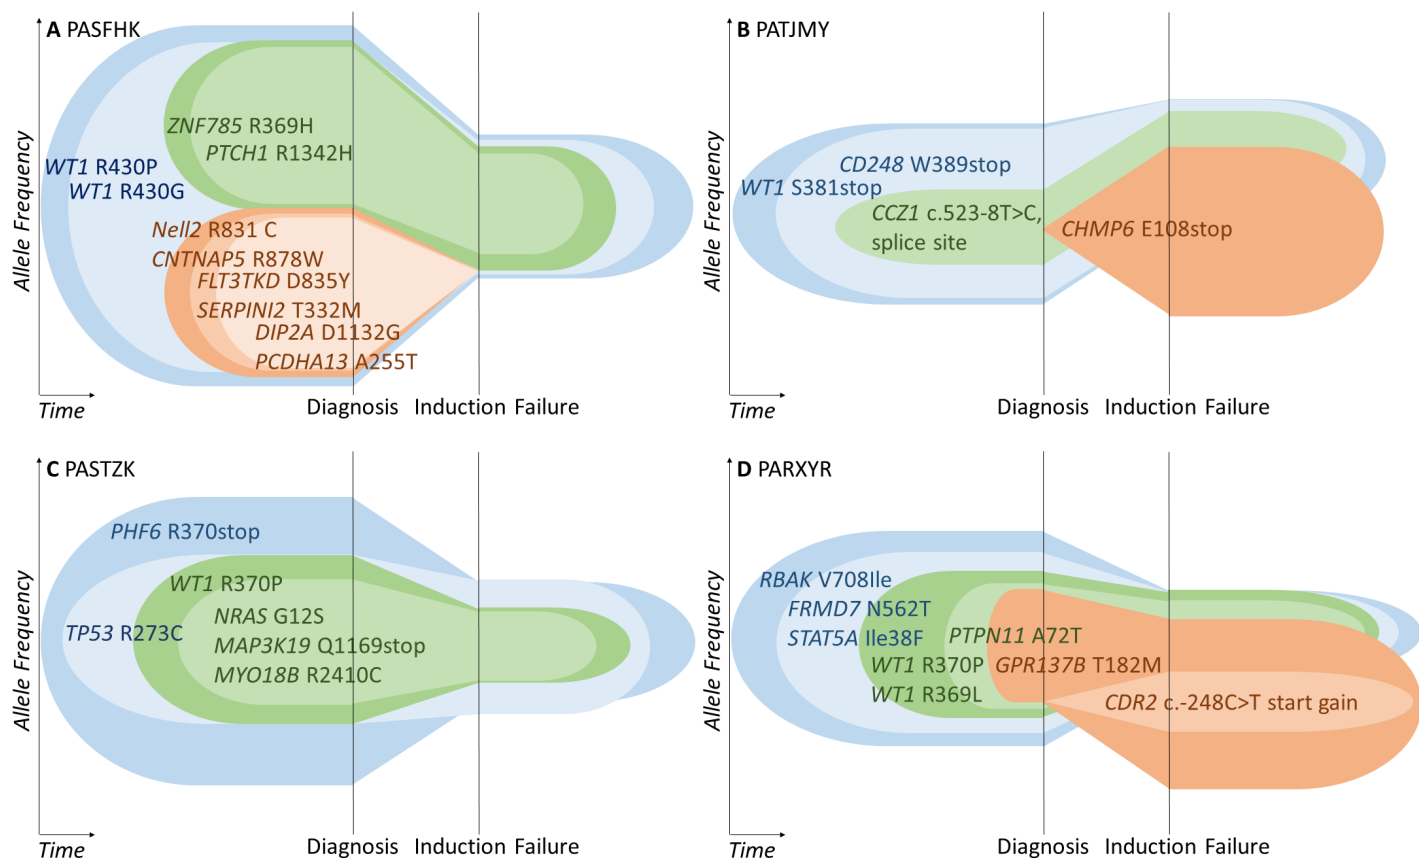 A PASFHK
Allele Frequency
ZNF785 R369H
PTCH1 R1342H
WT1 R430P
WT1 R430G
Nell2 R831 C
CNTNAP5 R878W
FLT3TKD D835Y
SERPINI2 T332M
DIP2A D1132G
PCDHA13 A255T
Time
Diagnosis
Induction Failure
B PATJMY
Allele Frequency
CD248 W389stop
WT1 S381stop
CCZ1 c.523-8T>C,
splice site
CHMP6 E108stop
Time
Diagnosis
Induction Failure
C PASTZK
Allele Frequency
PHF6 R370stop
WT1 R370P
NRAS G12S
TP53 R273C
MAP3K19 Q1169stop
MYO18B R2410C
Time
Diagnosis
Induction Failure
D PARXYR
Allele Frequency
RBAK V708Ile
FRMD7 N562T
STAT5A Ile38F
PTPN11 A72T
WT1 R370P
GPR137B T182M
WT1 R369L
CDR2 c.-248C>T start gain
Time
Diagnosis
Induction Failure